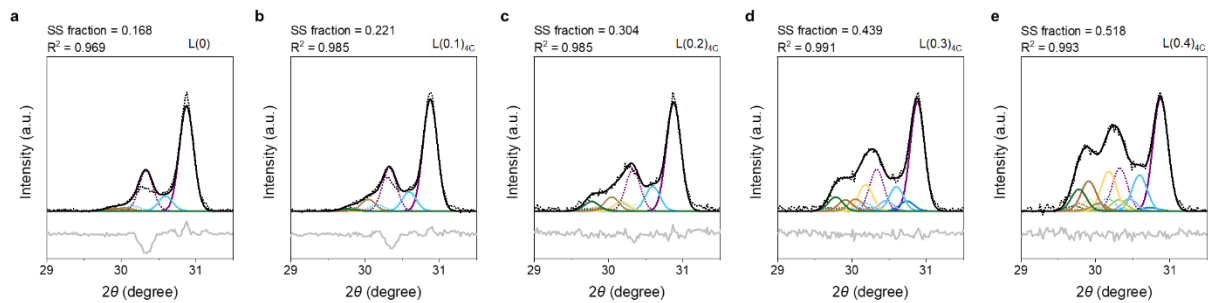 a
SS fraction = 0.168
R² = 0.969
L(0)
Intensity (a.u.)
29 30 31
2θ (degree)
b
SS fraction = 0.221
R² = 0.985
L(0.1)₄C
Intensity (a.u.)
29 30 31
2θ (degree)
c
SS fraction = 0.304
R² = 0.985
L(0.2)₄C
Intensity (a.u.)
29 30 31
2θ (degree)
d
SS fraction = 0.439
R² = 0.991
L(0.3)₄C
Intensity (a.u.)
29 30 31
2θ (degree)
e
SS fraction = 0.518
R² = 0.993
L(0.4)₄C
Intensity (a.u.)
29 30 31
2θ (degree)